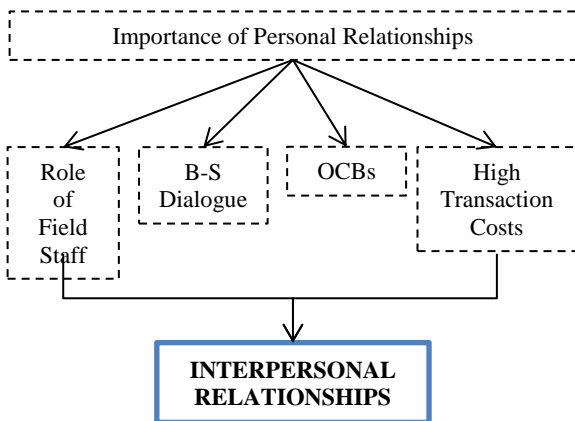 Importance of Personal Relationships
Role
of
Field
Staff
B-S
Dialogue
OCBs
High
Transaction
Costs
INTERPERSONAL
RELATIONSHIPS